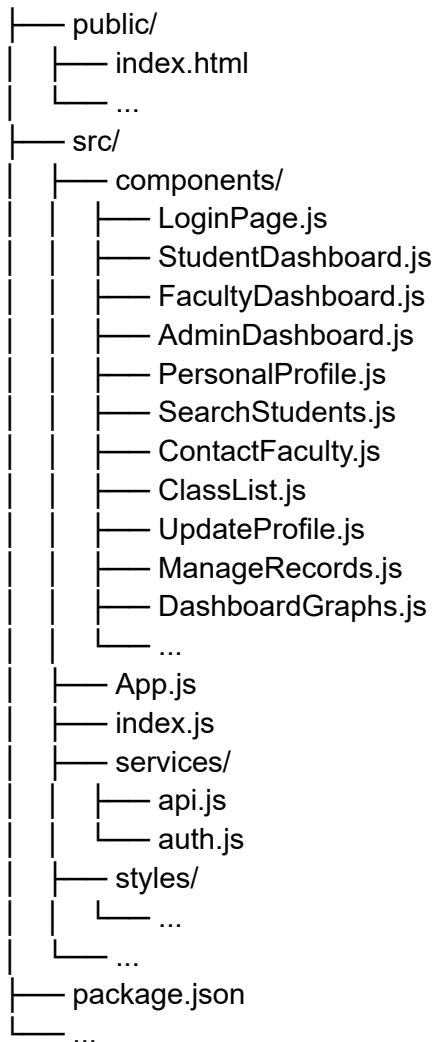 ├── public/
│   ├── index.html
│   └── ...
├── src/
│   ├── components/
│   │   ├── LoginPage.js
│   │   ├── StudentDashboard.js
│   │   ├── FacultyDashboard.js
│   │   ├── AdminDashboard.js
│   │   ├── PersonalProfile.js
│   │   ├── SearchStudents.js
│   │   ├── ContactFaculty.js
│   │   ├── ClassList.js
│   │   ├── UpdateProfile.js
│   │   ├── ManageRecords.js
│   │   ├── DashboardGraphs.js
│   │   └── ...
│   ├── App.js
│   ├── index.js
│   ├── services/
│   │   ├── api.js
│   │   └── auth.js
│   ├── styles/
│   │   └── ...
│   └── ...
├── package.json
└── ...